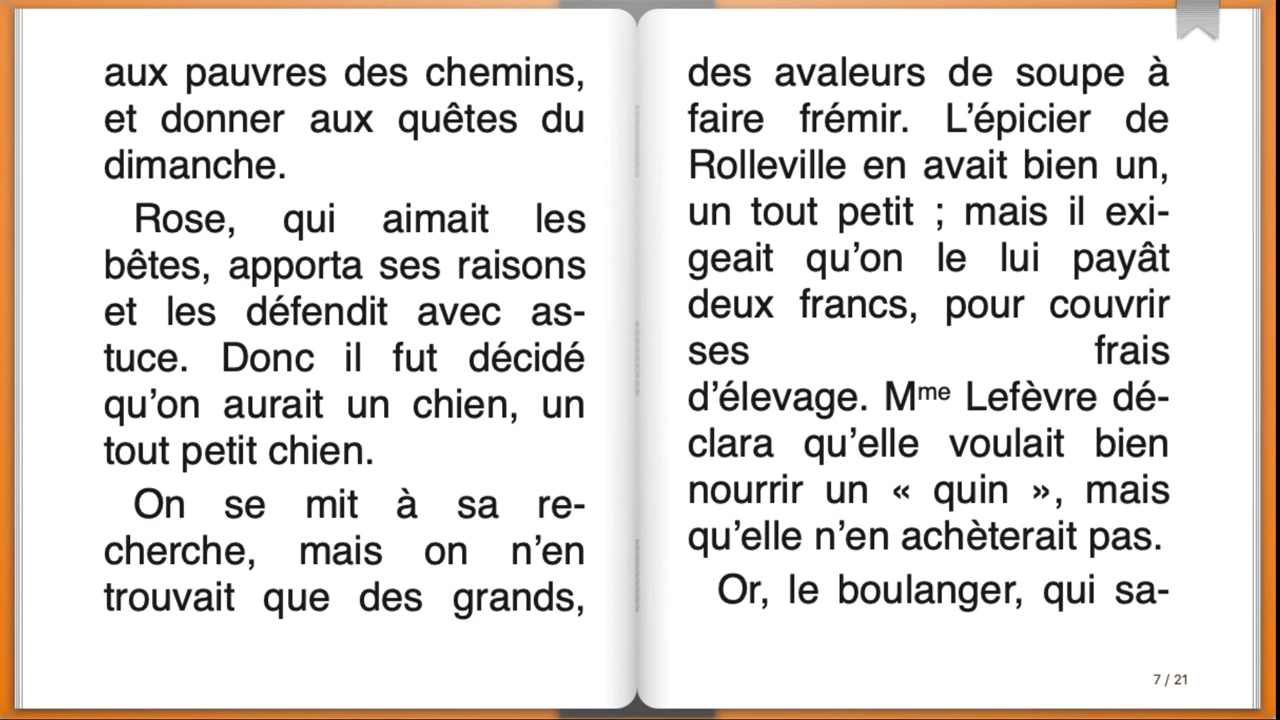 aux pauvres des chemins,
et donner aux quêtes du
dimanche.
Rose, qui aimait les
bêtes, apporta ses raisons
et les défendit avec as-
tuce. Donc il fut décidé
qu’on aurait un chien, un
tout petit chien.
On se mit à sa re-
cherche, mais on n’en
trouvait que des grands,
des avaleurs de soupe à
faire frémir. L’épicier de
Rolleville en avait bien un,
un tout petit ; mais il exi-
geait qu’on le lui payât
deux francs, pour couvrir
ses frais
d’élevage. Mme Lefèvre dé-
clara qu’elle voulait bien
nourrir un « quin », mais
qu’elle n’en achèterait pas.
Or, le boulanger, qui sa-
7 / 21